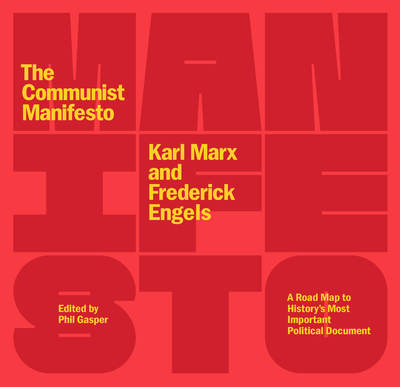 MAN
IFE
STO
The
Communist
Manifesto
Karl Marx
and
Frederick
Engels
Edited by
Phil Gasper
A Road Map to
History's Most
Important
Political Document